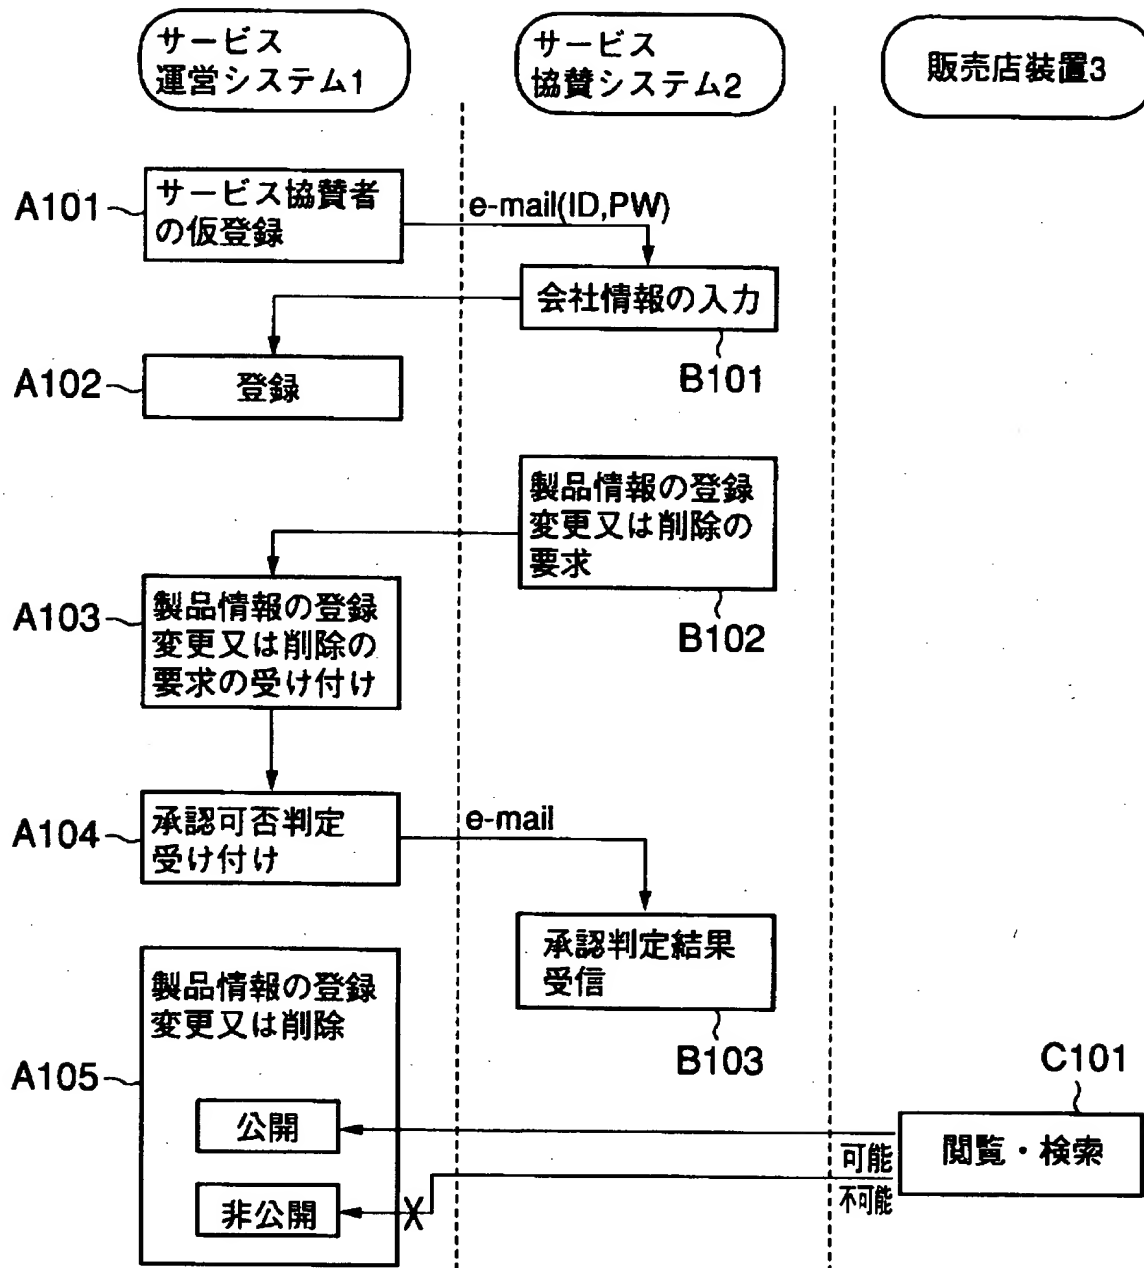 サービス
運営システム1
サービス
協賛システム2
販売店装置3
A101
サービス協賛者
の仮登録
e-mail(ID,PW)
会社情報の入力
B101
A102
登録
製品情報の登録
変更又は削除の
要求
B102
A103
製品情報の登録
変更又は削除の
要求の受け付け
A104
承認可否判定
受け付け
e-mail
承認判定結果
受信
B103
A105
製品情報の登録
変更又は削除
公開
非公開
X
C101
閲覧・検索
可能
不可能